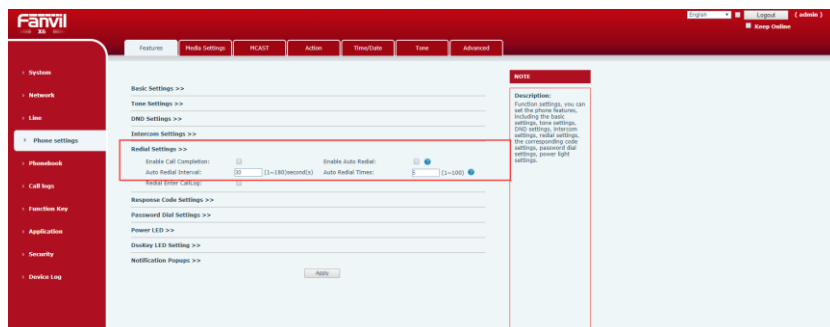 Fanvil
X6
English
Logout ( admin )
Keep Online
Features Media Settings MCAST Action Time/Date Tone Advanced
› System
› Network
› Line
› Phone settings
› Phonebook
› Call logs
› Function Key
› Application
› Security
› Device Log
Basic Settings >>
Tone Settings >>
DND Settings >>
Intercom Settings >>
Redial Settings >>
Enable Call Completion: Enable Auto Redial:
Auto Redial Interval: 30 (1~180)second(s) Auto Redial Times: 5 (1~100)
Redial Enter CallLog:
Response Code Settings >>
Password Dial Settings >>
Power LED >>
DssKey LED Setting >>
Notification Popups >>
Apply
NOTE
Description:
Function settings, you can
set the phone features,
including the basic
settings, tone settings,
DND settings, intercom
settings, redial settings,
the corresponding code
settings, password dial
settings, power light
settings.